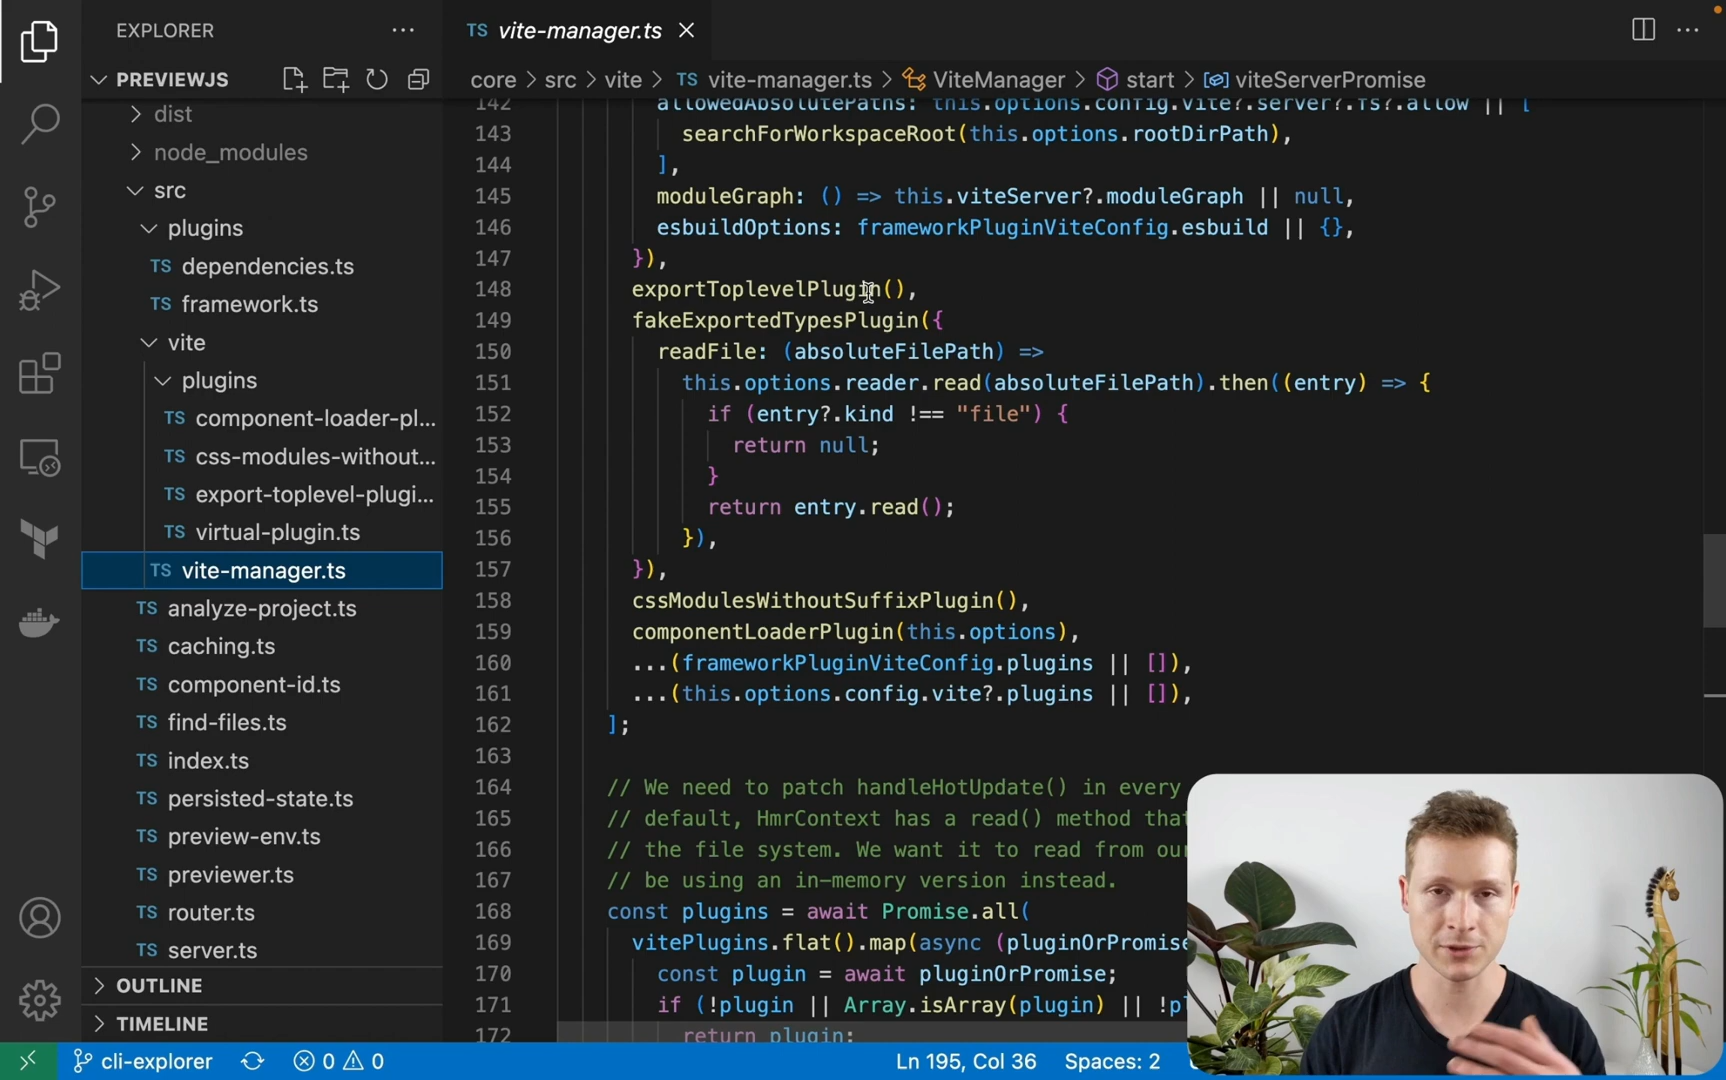 EXPLORER
PREVIEWJS
dist
node_modules
src
plugins
TS dependencies.ts
TS framework.ts
vite
plugins
TS component-loader-pl...
TS css-modules-without...
TS export-toplevel-plugi...
TS virtual-plugin.ts
TS vite-manager.ts
TS analyze-project.ts
TS caching.ts
TS component-id.ts
TS find-files.ts
TS index.ts
TS persisted-state.ts
TS preview-env.ts
TS previewer.ts
TS router.ts
TS server.ts
OUTLINE
TIMELINE
TS vite-manager.ts
core > src > vite > TS vite-manager.ts > ViteManager > start > viteServerPromise
142 allowedAbsolutePaths: this.options.config.vite?.server?.fs?.allow || [
143 searchForWorkspaceRoot(this.options.rootDirPath),
144 ],
145 moduleGraph: () => this.viteServer?.moduleGraph || null,
146 esbuildOptions: frameworkPluginViteConfig.esbuild || {},
147 }),
148 exportToplevelPlugin(),
149 fakeExportedTypesPlugin({
150 readFile: (absoluteFilePath) =>
151 this.options.reader.read(absoluteFilePath).then((entry) => {
152 if (entry?.kind !== "file") {
153 return null;
154 }
155 return entry.read();
156 }),
157 }),
158 cssModulesWithoutSuffixPlugin(),
159 componentLoaderPlugin(this.options),
160 ...(frameworkPluginViteConfig.plugins || []),
161 ...(this.options.config.vite?.plugins || []),
162 ];
163
164 // We need to patch handleHotUpdate() in every
165 // default, HmrContext has a read() method that
166 // the file system. We want it to read from our
167 // be using an in-memory version instead.
168 const plugins = await Promise.all(
169 vitePlugins.flat().map(async (pluginOrPromise
170 const plugin = await pluginOrPromise;
171 if (!plugin || Array.isArray(plugin) || !pl
172 return plugin;
cli-explorer 0 0 Ln 195, Col 36 Spaces: 2